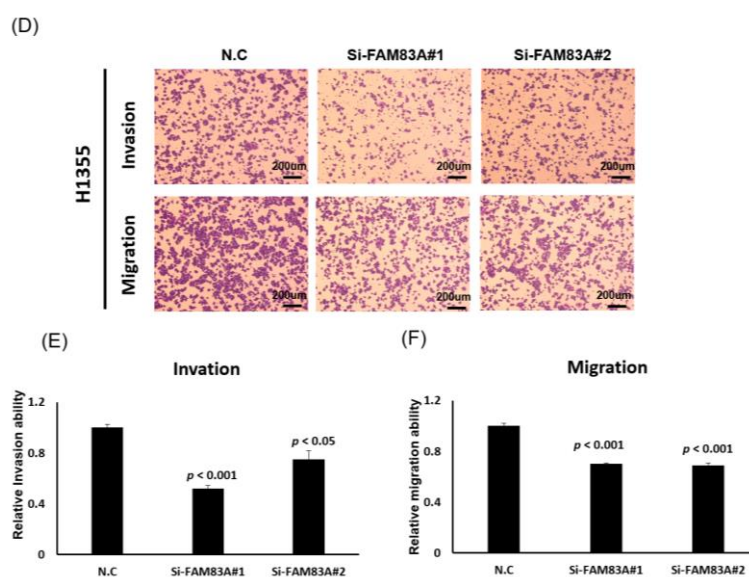 (D)
N.C Si-FAM83A#1 Si-FAM83A#2
H1355
Invasion
200um 200um 200um
Migration
200um 200um 200um
(E)
Invation
Relative Invasion ability
1.2
0.8
0.4
0
p < 0.001
p < 0.05
N.C Si-FAM83A#1 Si-FAM83A#2
(F)
Migration
Relative migration ability
1.2
0.8
0.4
0
p < 0.001
p < 0.001
N.C Si-FAM83A#1 Si-FAM83A#2